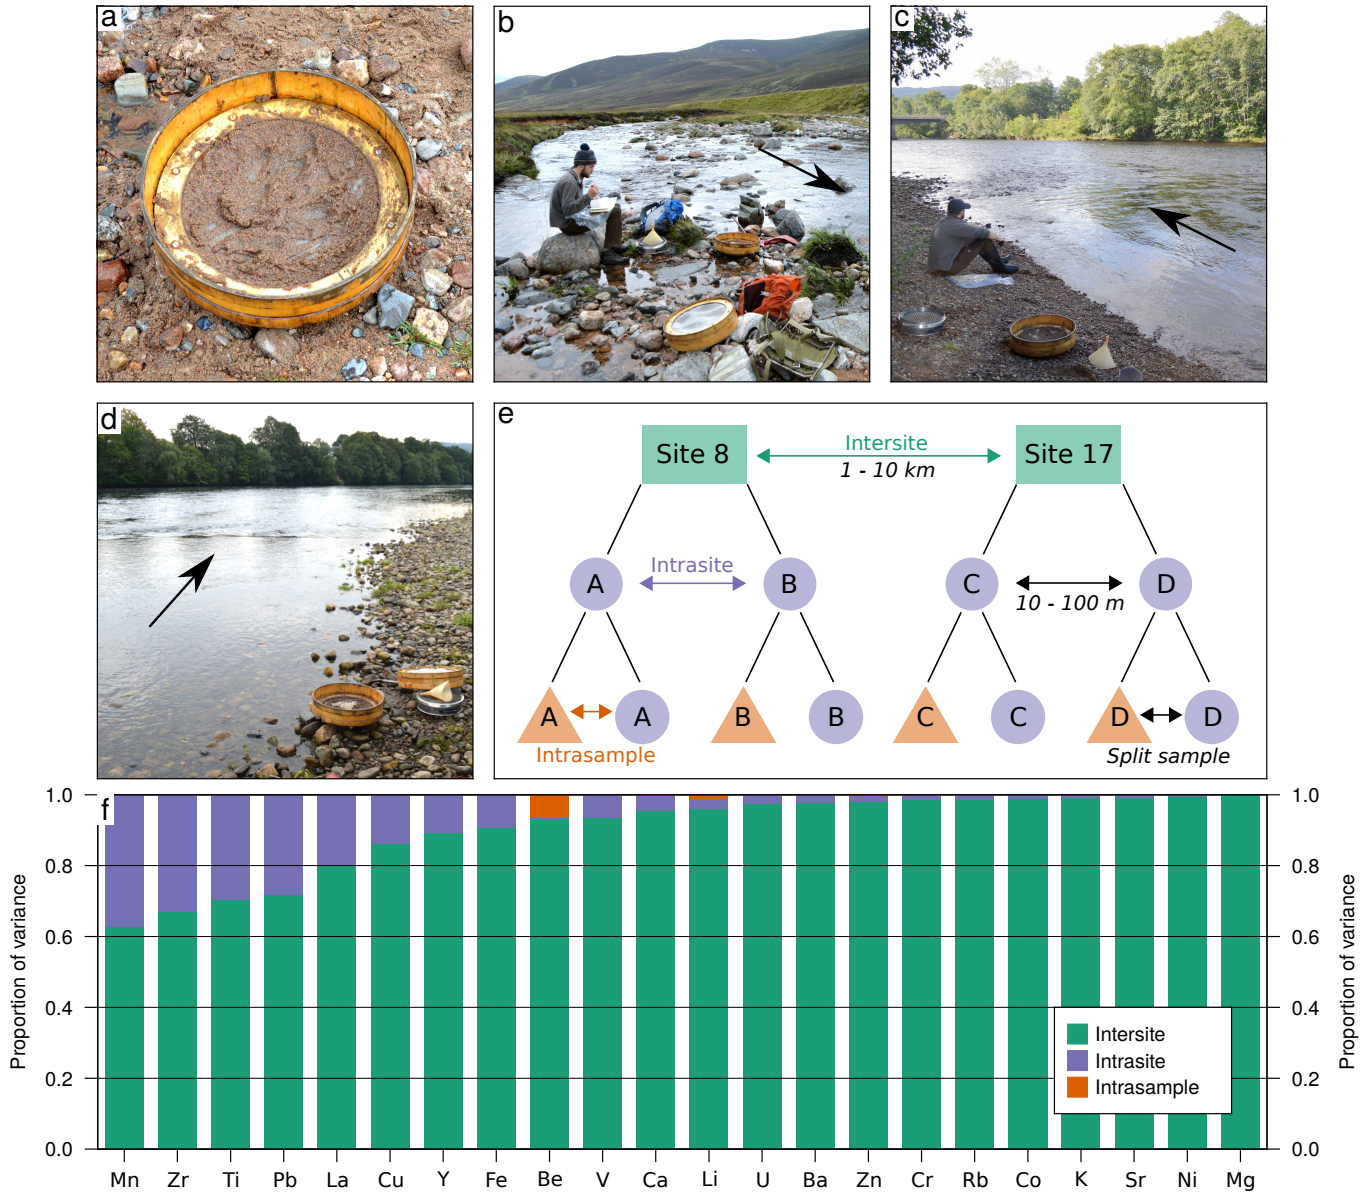 a
b
c
d
e
Site 8
Intersite
1 - 10 km
Site 17
A
Intrasite
B
C
10 - 100 m
D
A
A
B
B
C
C
D
D
Intrasample
Split sample
f
Proportion of variance
1.0
0.8
0.6
0.4
0.2
0.0
1.0
0.8
0.6
0.4
0.2
0.0
Proportion of variance
Intersite
Intrasite
Intrasample
Mn Zr Ti Pb La Cu Y Fe Be V Ca Li U Ba Zn Cr Rb Co K Sr Ni Mg